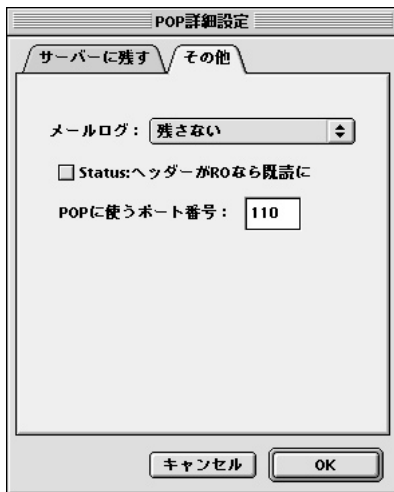 POP詳細設定
サーバーに残す
その他
メールログ： 残さない
Status:ヘッダーがROなら既読に
POPに使うポート番号： 110
キャンセル
OK